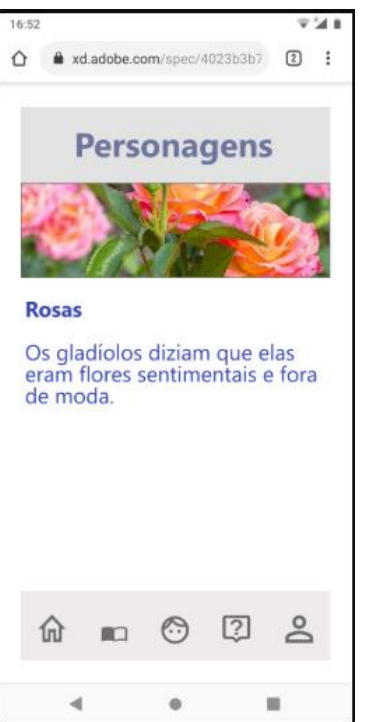 16:52
xd.adobe.com/spec/4023b3b7
2
Personagens
Rosas
Os gladíolos diziam que elas
eram flores sentimentais e fora
de moda.
?